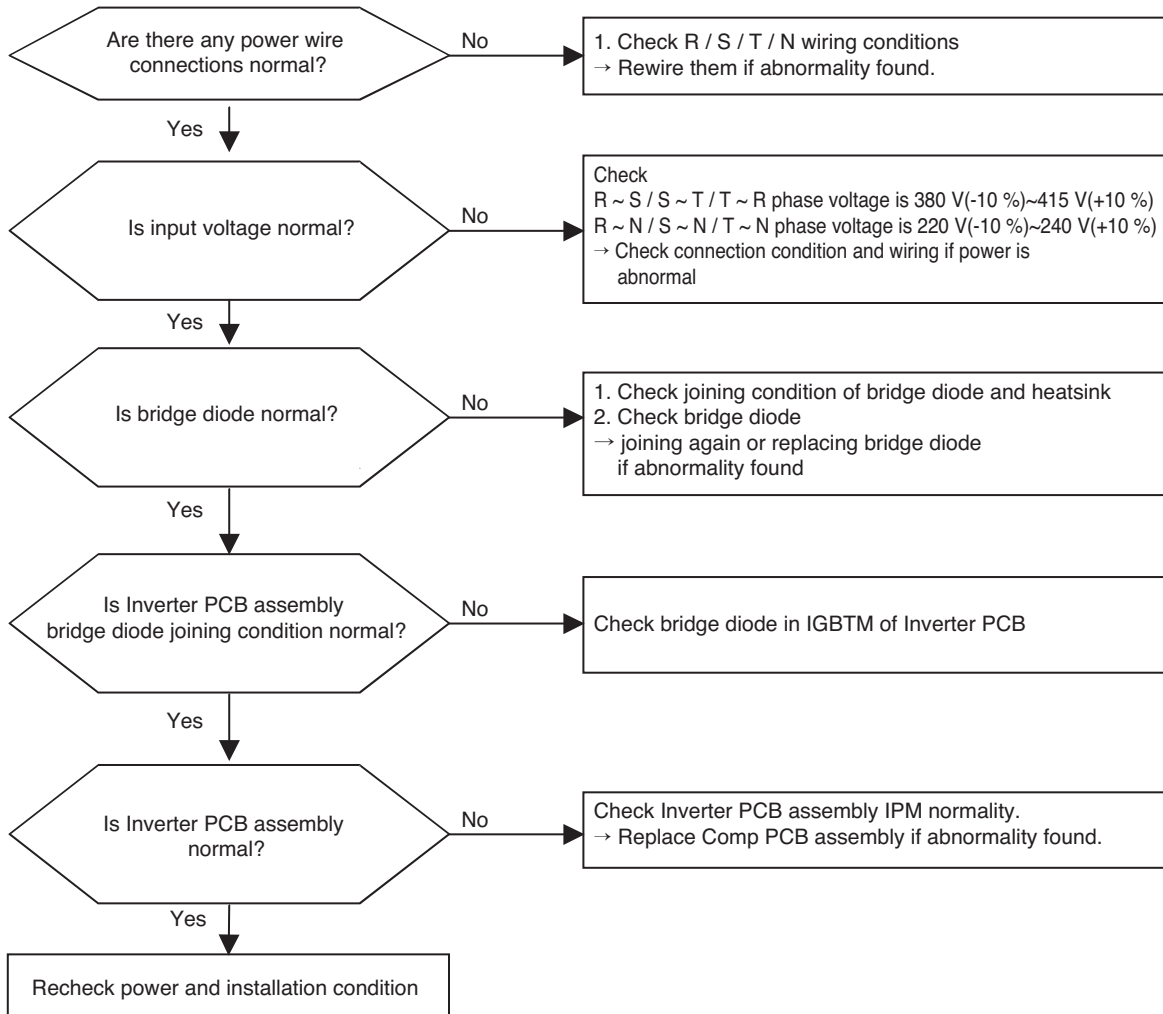 Are there any power wire
connections normal?
No
1. Check R / S / T / N wiring conditions
→ Rewire them if abnormality found.
Yes
Is input voltage normal?
No
Check
R ~ S / S ~ T / T ~ R phase voltage is 380 V(-10 %)~415 V(+10 %)
R ~ N / S ~ N / T ~ N phase voltage is 220 V(-10 %)~240 V(+10 %)
→ Check connection condition and wiring if power is
abnormal
Yes
Is bridge diode normal?
No
1. Check joining condition of bridge diode and heatsink
2. Check bridge diode
→ joining again or replacing bridge diode
if abnormality found
Yes
Is Inverter PCB assembly
bridge diode joining condition normal?
No
Check bridge diode in IGBTM of Inverter PCB
Yes
Is Inverter PCB assembly
normal?
No
Check Inverter PCB assembly IPM normality.
→ Replace Comp PCB assembly if abnormality found.
Yes
Recheck power and installation condition